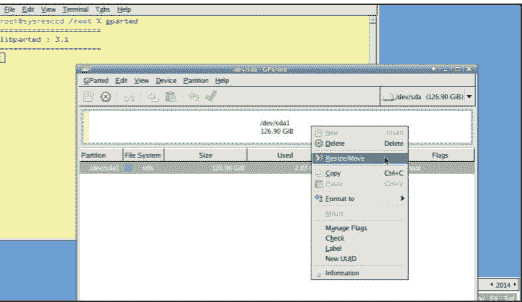 File Edit View Terminal Tabs Help
root@sysresccd /root % gparted
======================
libparted : 3.1
======================
/dev/sda - GParted
GParted Edit View Device Partition Help
/dev/sda (126.90 GiB)
/dev/sda1
126.90 GiB
Partition File System Size Used Flags
/dev/sda1 ntfs 126.90 GiB
New Insert
Delete Delete
Resize/Move
Copy Ctrl+C
Paste Ctrl+V
Format to
Mount
Manage Flags
Check
Label
New UUID
Information
2014